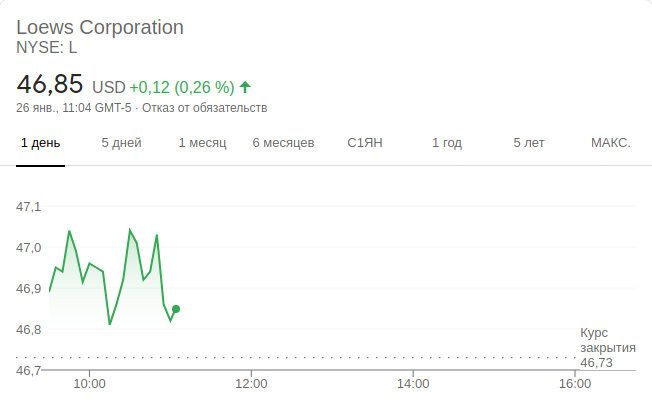 Loews Corporation
NYSE: L
46,85 USD +0,12 (0,26 %)
26 янв., 11:04 GMT-5 · Отказ от обязательств
1 день 5 дней 1 месяц 6 месяцев С1ЯН 1 год 5 лет МАКС.
47,1
47,0
46,9
46,8
46,7
Курс
закрытия
46,73
10:00 12:00 14:00 16:00